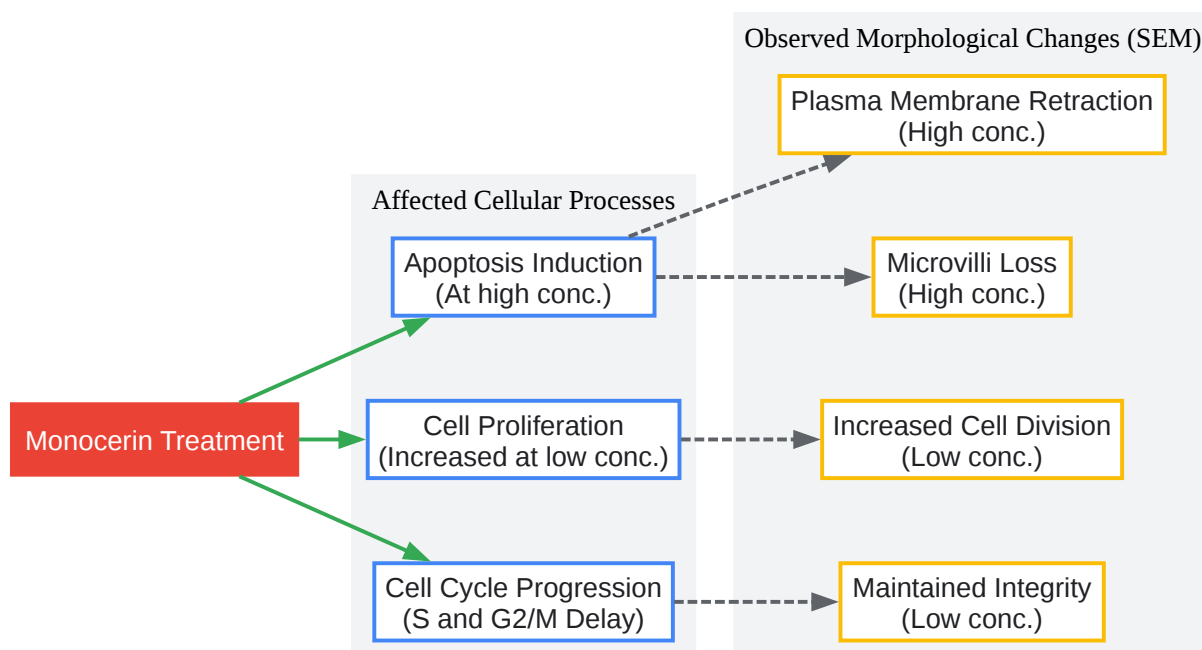 Observed Morphological Changes (SEM)
Plasma Membrane Retraction
(High conc.)
Affected Cellular Processes
Apoptosis Induction
(At high conc.)
Microvilli Loss
(High conc.)
Monocerin Treatment
Cell Proliferation
(Increased at low conc.)
Increased Cell Division
(Low conc.)
Cell Cycle Progression
(S and G2/M Delay)
Maintained Integrity
(Low conc.)